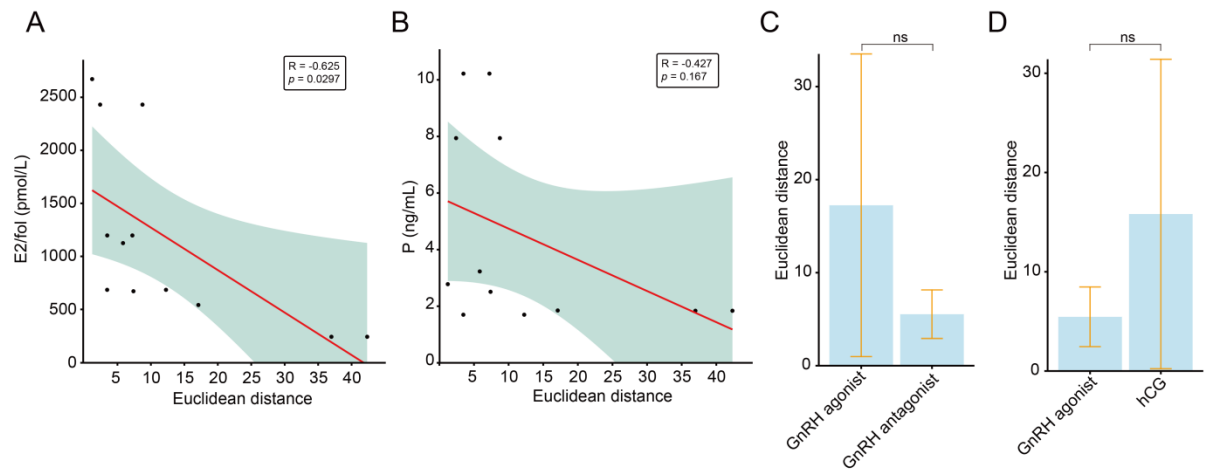 A
R = -0.625
p = 0.0297
E2/fol (pmol/L)
2500
2000
1500
1000
500
0
5 10 15 20 25 30 35 40
Euclidean distance
B
R = -0.427
p = 0.167
P (ng/mL)
10
8
6
4
2
0
5 10 15 20 25 30 35 40
Euclidean distance
C
ns
Euclidean distance
30
20
10
0
GnRH agonist
GnRH antagonist
D
ns
Euclidean distance
30
20
10
0
GnRH agonist
hCG